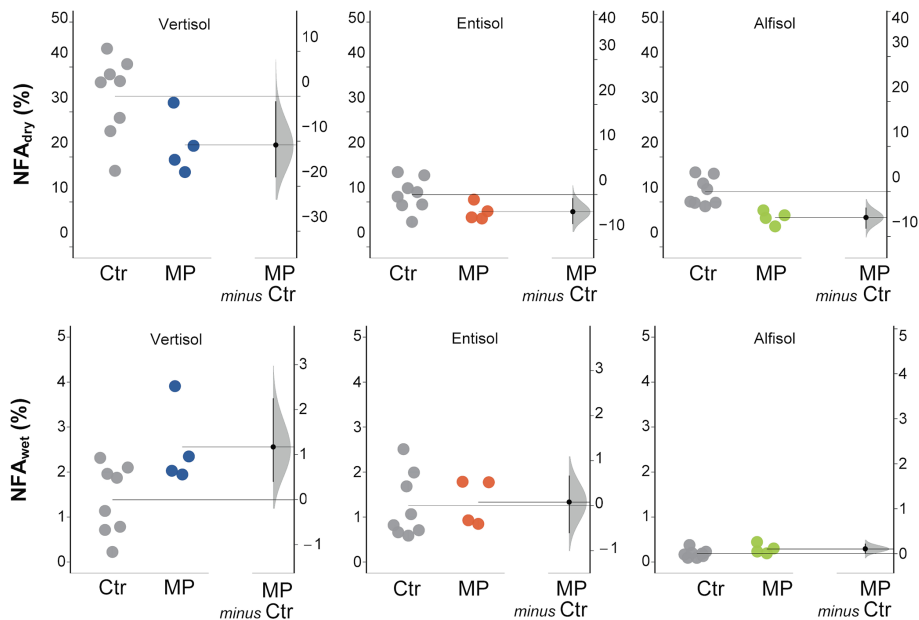 Vertisol Entisol Alfisol
50 50 40 50 40
10 30 30
40 40 40
0 20 20
30 30 30
NFAdry (%)
−10 10 10
20 20 20
−20
10 10 0 10 0
−30
0 0 −10 0 −10
Ctr MP MP Ctr MP MP Ctr MP MP
minus Ctr minus Ctr minus Ctr
Vertisol Entisol Alfisol
5 5 5 5
3 3
4 4 4 4
2 2
3 3 3 3
NFAwet (%)
1 1
2 2 2 2
0 0
1 1 1 1
−1 −1
0 0 0 0
Ctr MP MP Ctr MP MP Ctr MP MP
minus Ctr minus Ctr minus Ctr